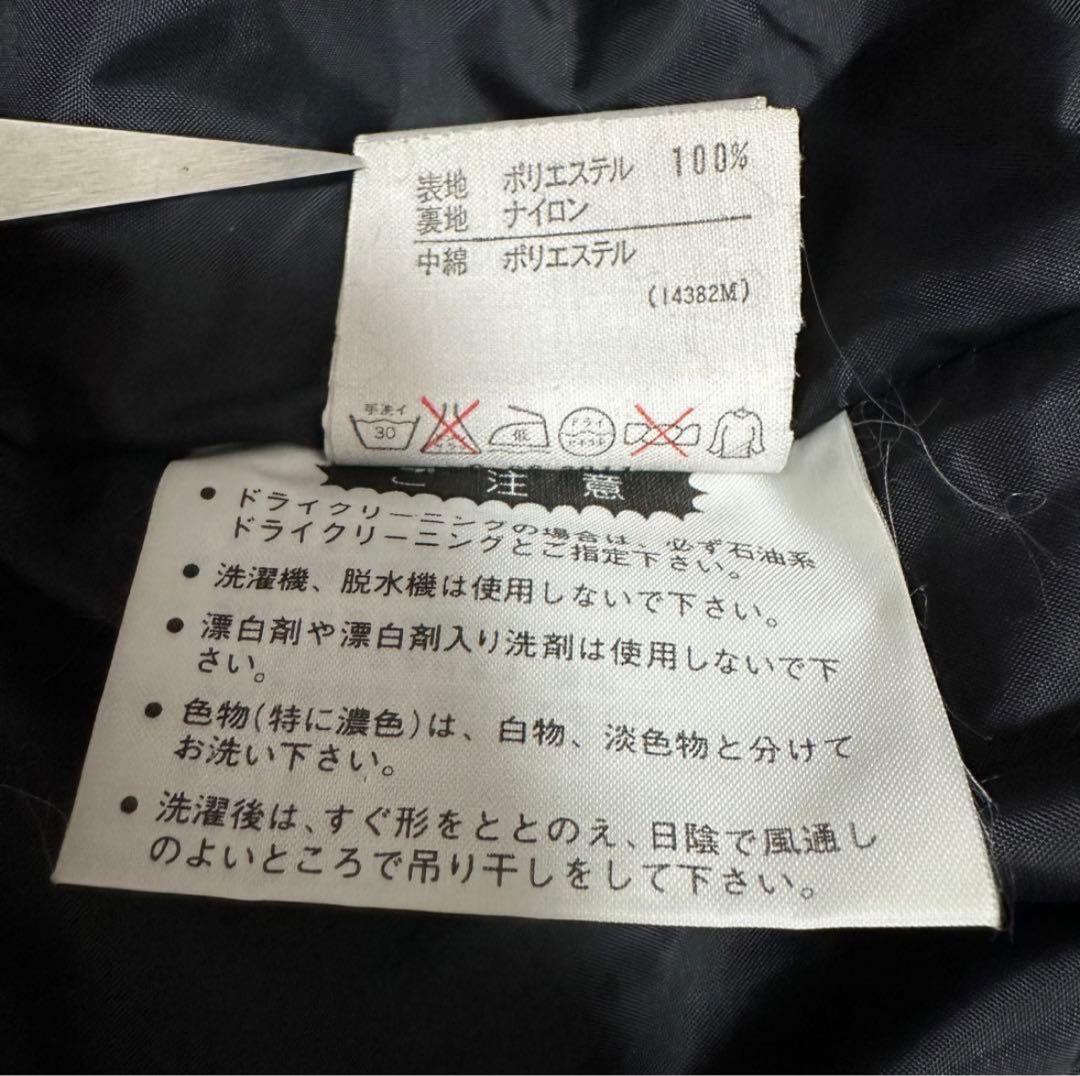 表地 ポリエステル 100%
裏地 ナイロン
中綿 ポリエステル
(14382M)
手洗イ
30 低 ドライ
ご注意
• ドライクリーニングの場合は、必ず石油系
ドライクリーニングとご指定下さい。
• 洗濯機、脱水機は使用しないで下さい。
• 漂白剤や漂白剤入り洗剤は使用しないで下
さい。
• 色物(特に濃色)は、白物、淡色物と分けて
お洗い下さい。
• 洗濯後は、すぐ形をととのえ、日陰で風通し
のよいところで吊り干しをして下さい。